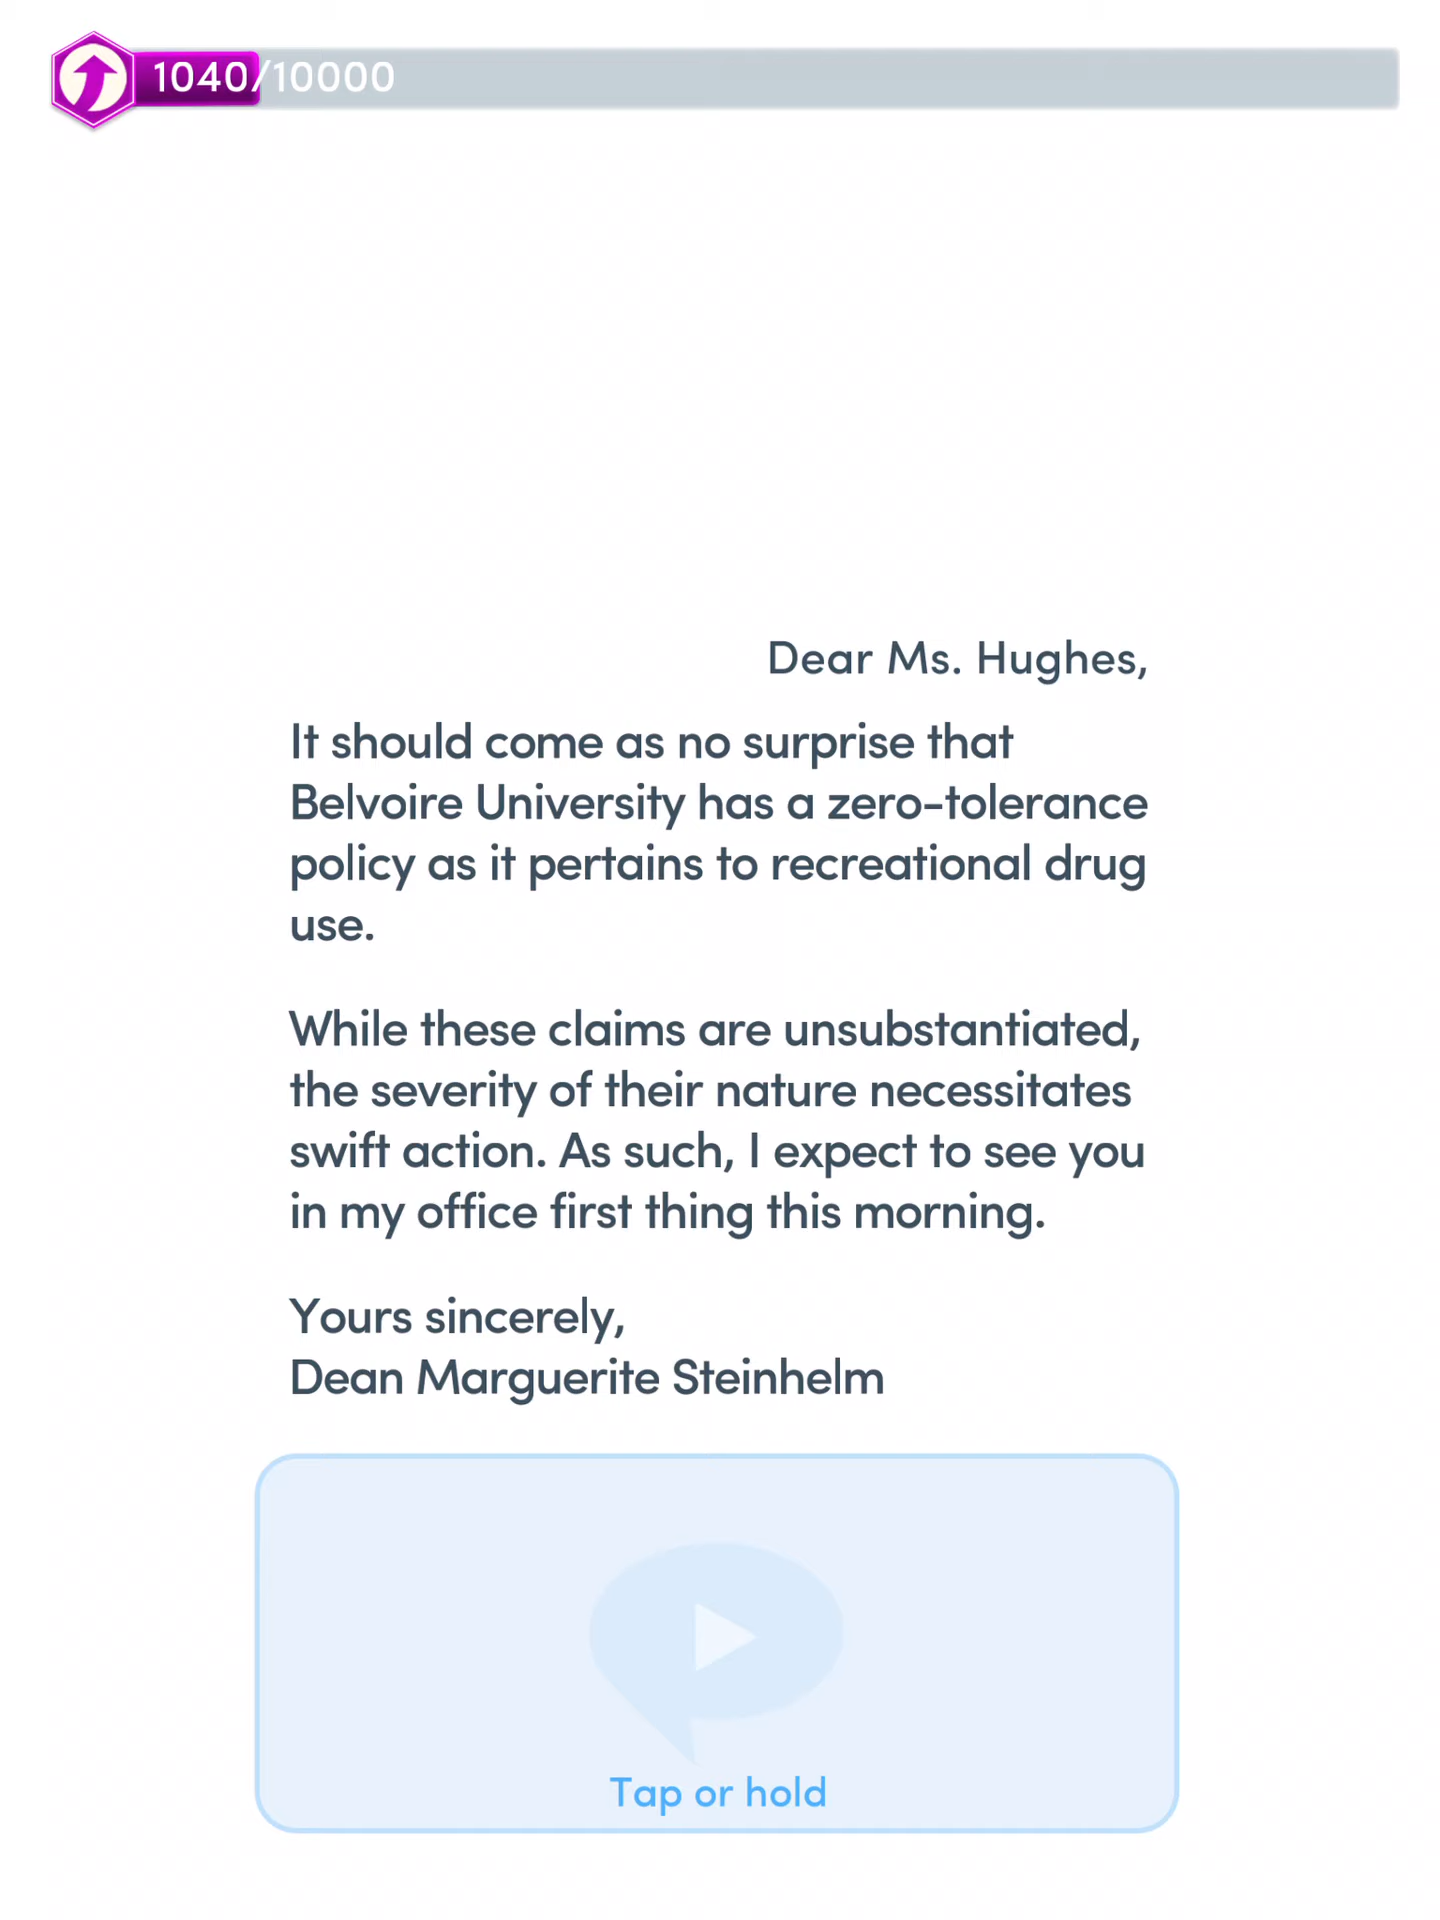 1040/10000
Dear Ms. Hughes,
It should come as no surprise that
Belvoire University has a zero-tolerance
policy as it pertains to recreational drug
use.
While these claims are unsubstantiated,
the severity of their nature necessitates
swift action. As such, I expect to see you
in my office first thing this morning.
Yours sincerely,
Dean Marguerite Steinhelm
Tap or hold